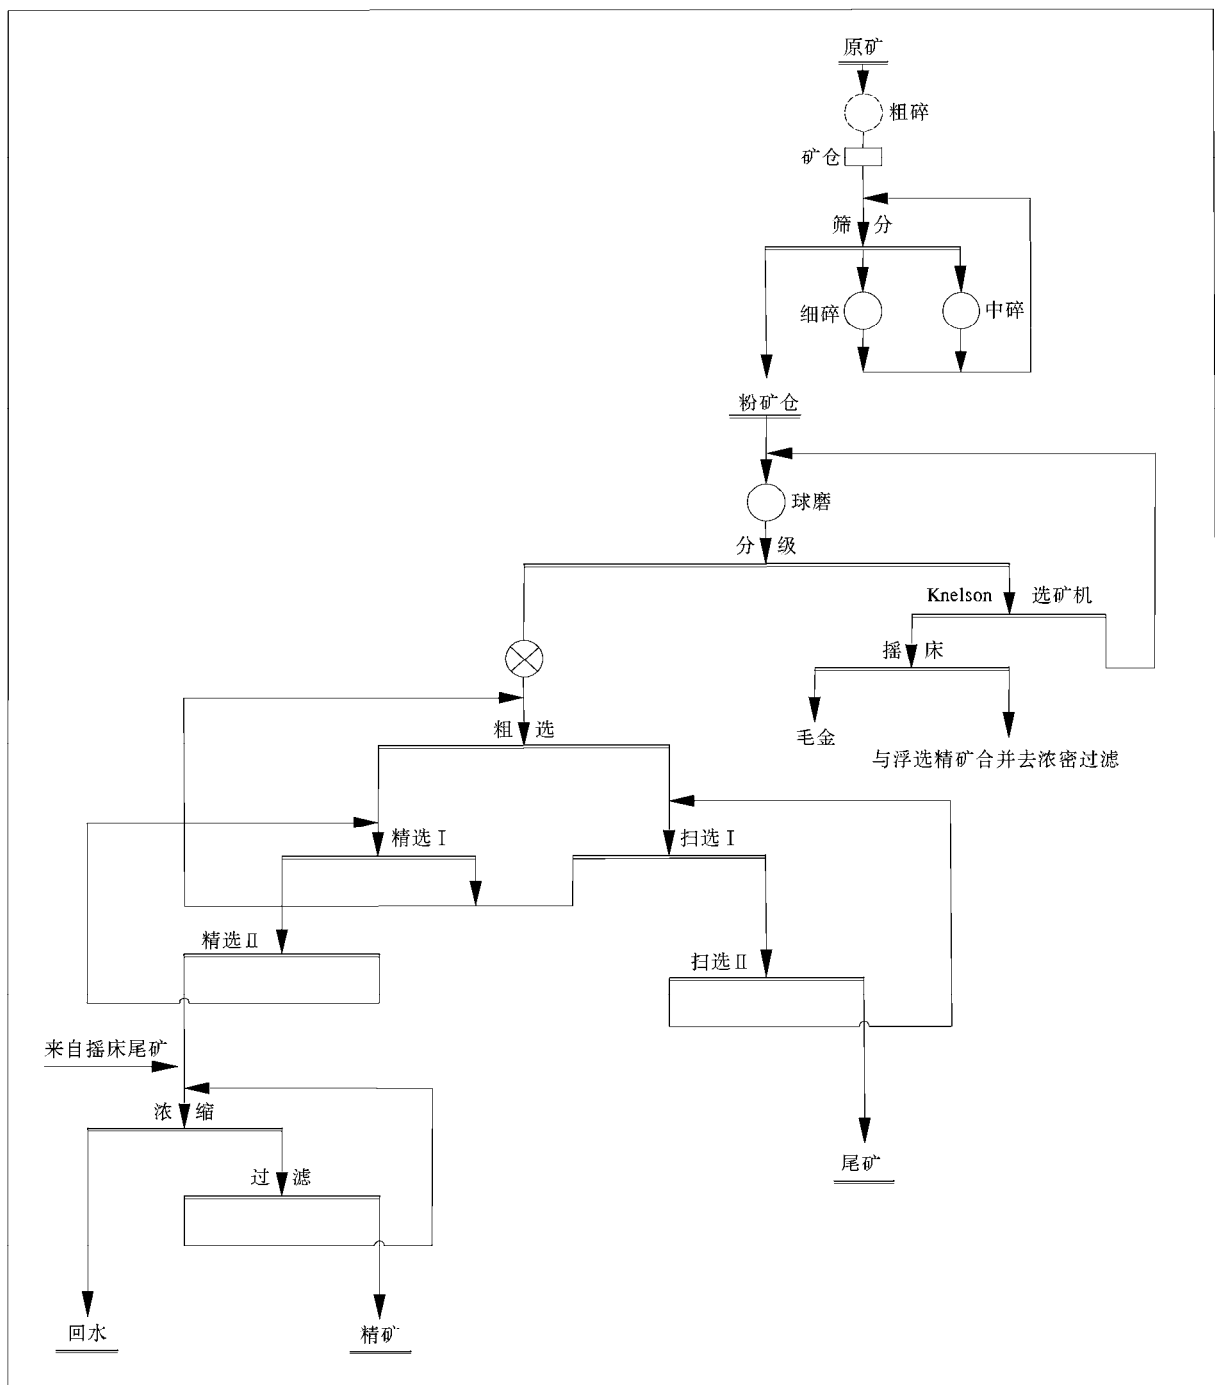 原矿
粗碎
矿仓
筛 分
细碎
中碎
粉矿仓
球磨
分 级
Knelson 选矿机
摇 床
粗 选
毛金
与浮选精矿合并去浓密过滤
精选Ⅰ
扫选Ⅰ
精选Ⅱ
扫选Ⅱ
来自摇床尾矿
浓 缩
过 滤
尾矿
回水
精矿